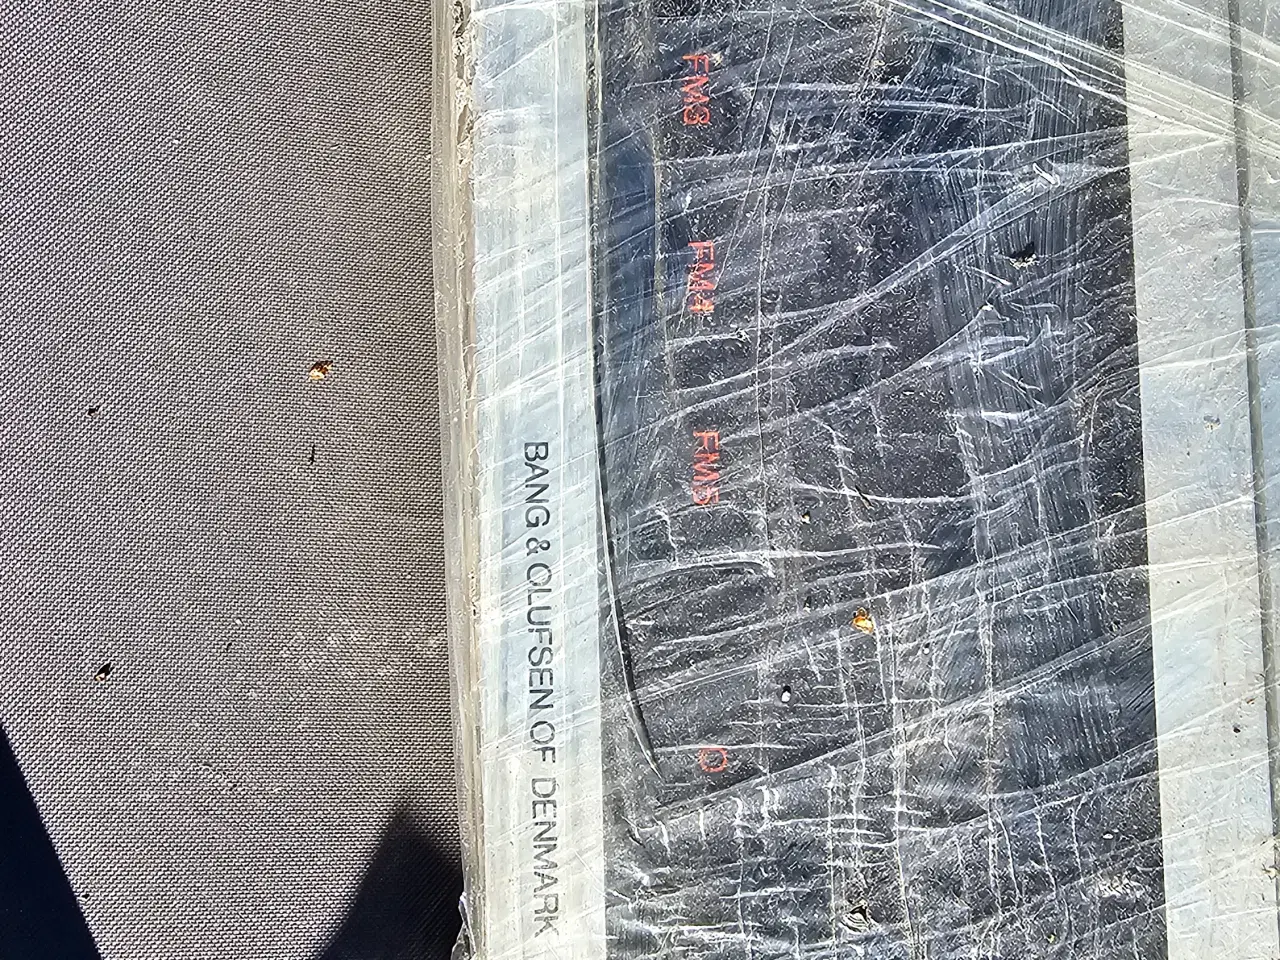 FM3
FM4
FM5
O
BANG & OLUFSEN OF DENMARK